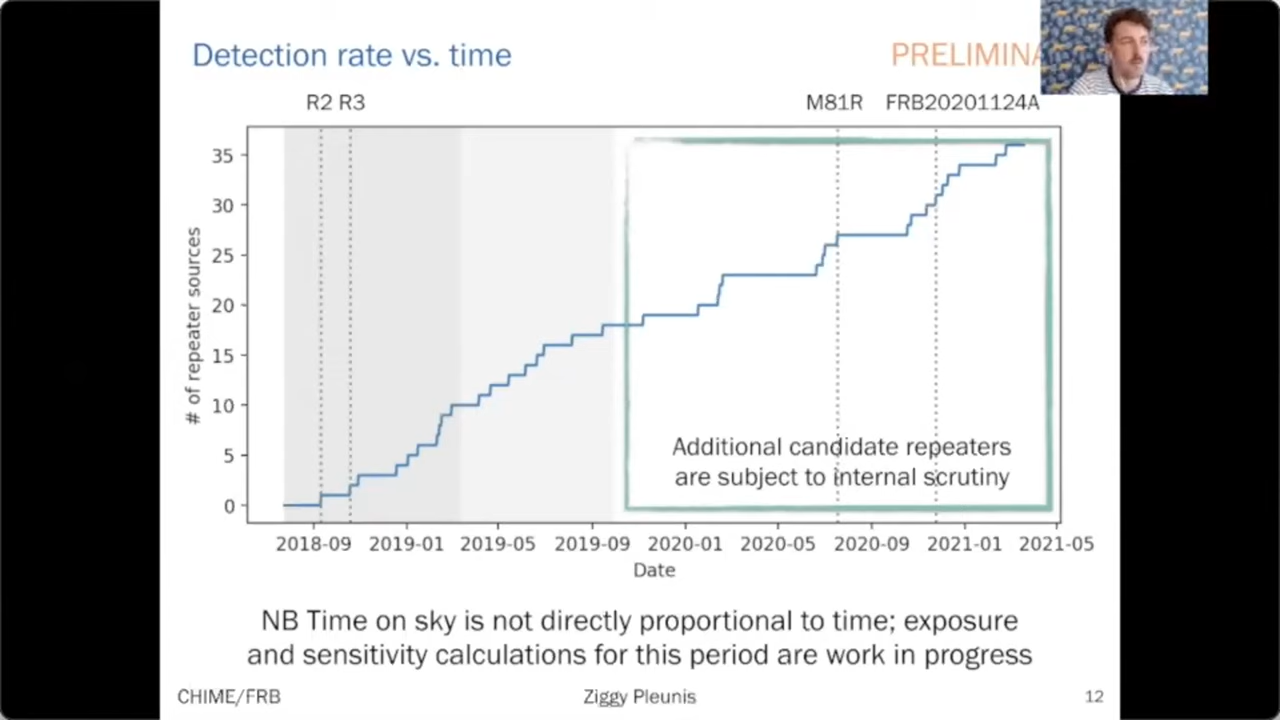 Detection rate vs. time
PRELIMINA
R2 R3
M81R FRB20201124A
35
30
25
20
15
10
5
0
# of repeater sources
Additional candidate repeaters
are subject to internal scrutiny
2018-09 2019-01 2019-05 2019-09 2020-01 2020-05 2020-09 2021-01 2021-05
Date
NB Time on sky is not directly proportional to time; exposure
and sensitivity calculations for this period are work in progress
CHIME/FRB Ziggy Pleunis 12